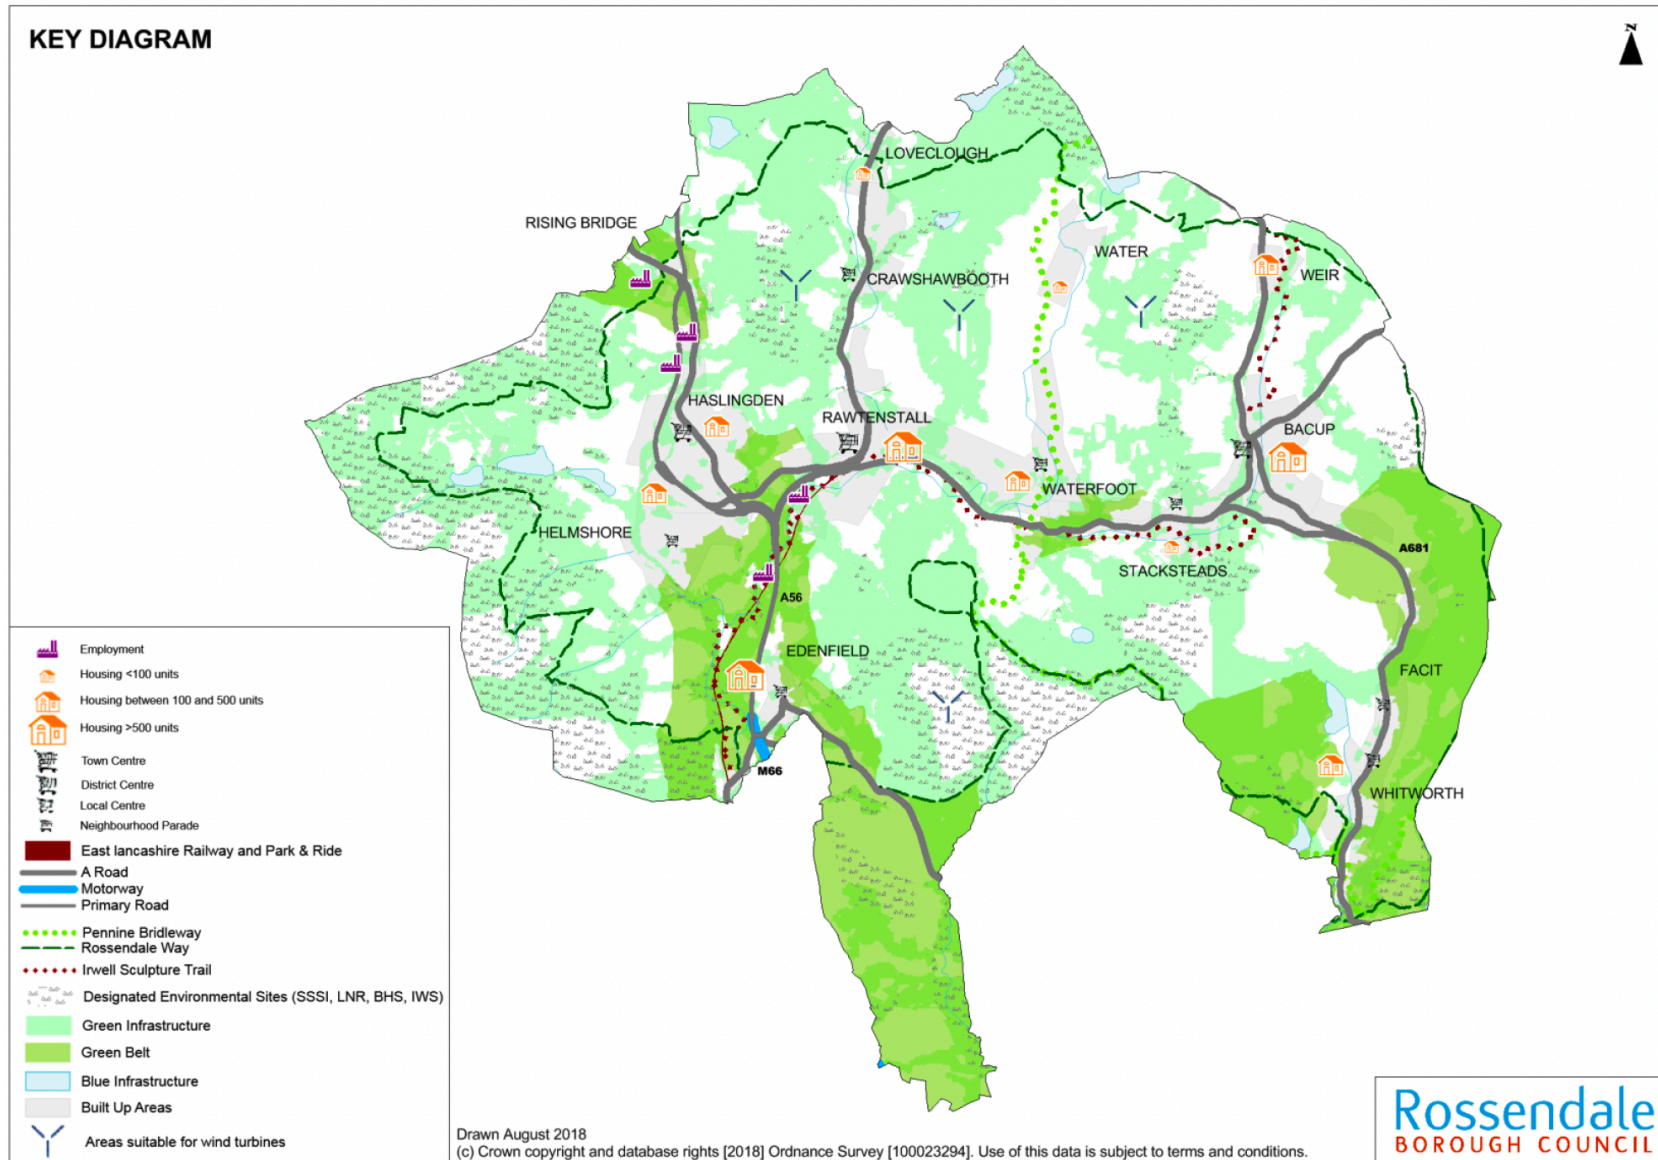 KEY DIAGRAM
N
LOVECLOUGH
RISING BRIDGE
WATER
CRAWSHAWBOOTH
WEIR
HASLINGDEN
RAWTENSTALL
BACUP
WATERFOOT
HELMSHORE
A681
STACKSTEADS
A56
EDENFIELD
FACIT
M66
WHITWORTH
Employment
Housing <100 units
Housing between 100 and 500 units
Housing >500 units
Town Centre
District Centre
Local Centre
Neighbourhood Parade
East lancashire Railway and Park & Ride
A Road
Motorway
Primary Road
Pennine Bridleway
Rossendale Way
Irwell Sculpture Trail
Designated Environmental Sites (SSSI, LNR, BHS, IWS)
Green Infrastructure
Green Belt
Blue Infrastructure
Built Up Areas
Areas suitable for wind turbines
Drawn August 2018
(c) Crown copyright and database rights [2018] Ordnance Survey [100023294]. Use of this data is subject to terms and conditions.
Rossendale
BOROUGH COUNCIL